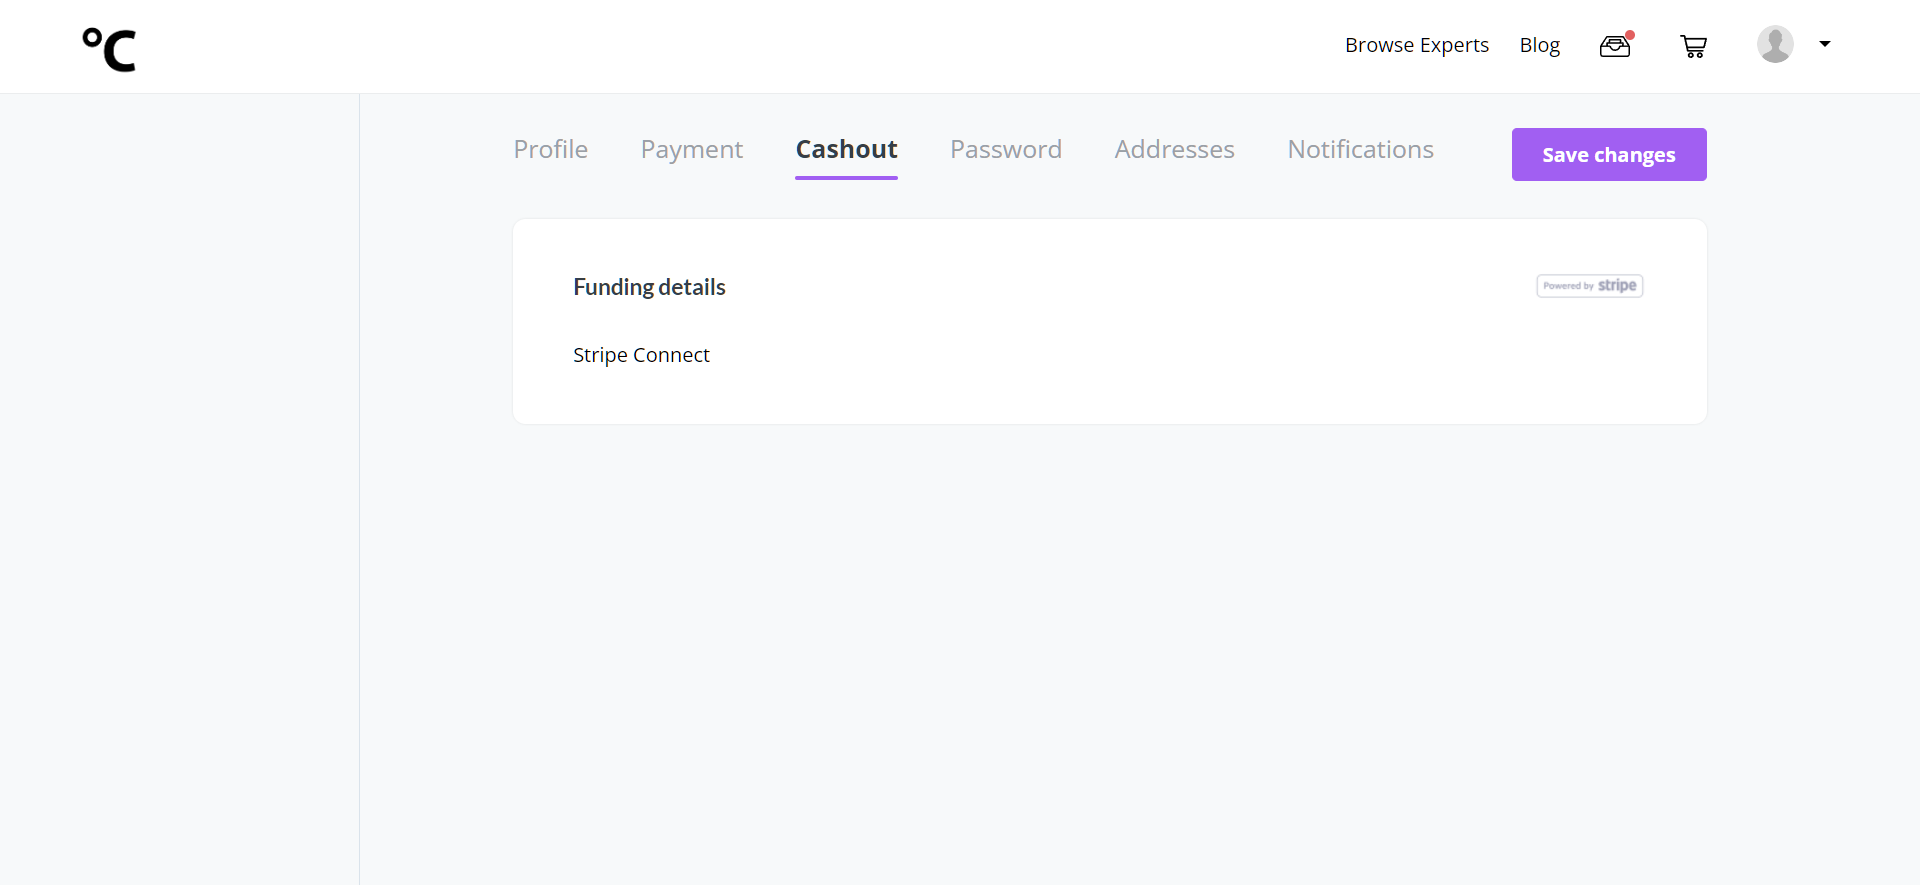 °C
Browse Experts Blog
Profile Payment Cashout Password Addresses Notifications Save changes
Funding details Powered by stripe
Stripe Connect